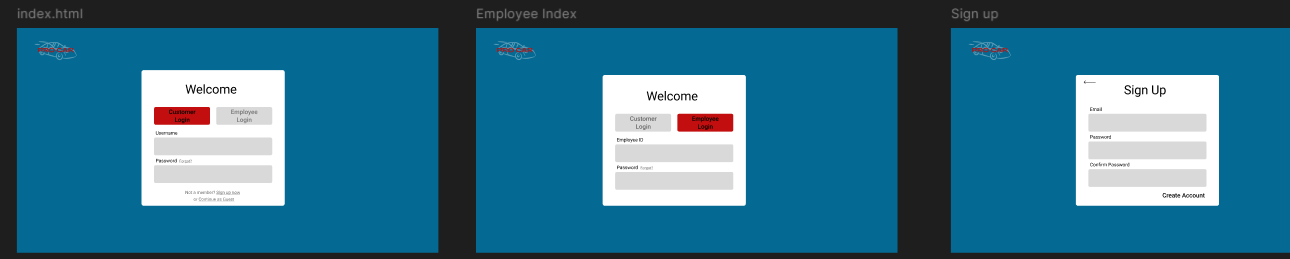 index.html
Welcome
Customer
Login
Employee
Login
Username
Password Forgot?
Not a member? Sign up now
or Continue as Guest
Employee Index
Welcome
Customer
Login
Employee
Login
Employee ID
Password Forgot?
Sign up
Sign Up
Email
Password
Confirm Password
Create Account